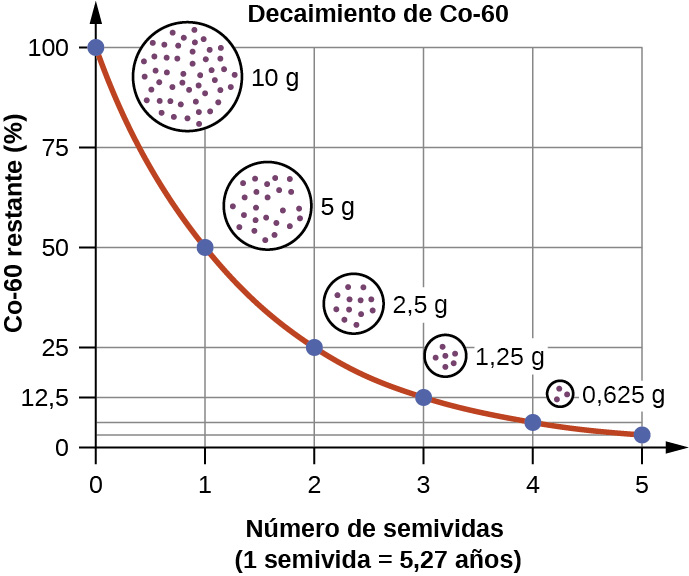 Decaimiento de Co-60
Co-60 restante (%)
100
75
50
25
12,5
0
10 g
5 g
2,5 g
1,25 g
0,625 g
0 1 2 3 4 5
Número de semividas
(1 semivida = 5,27 años)